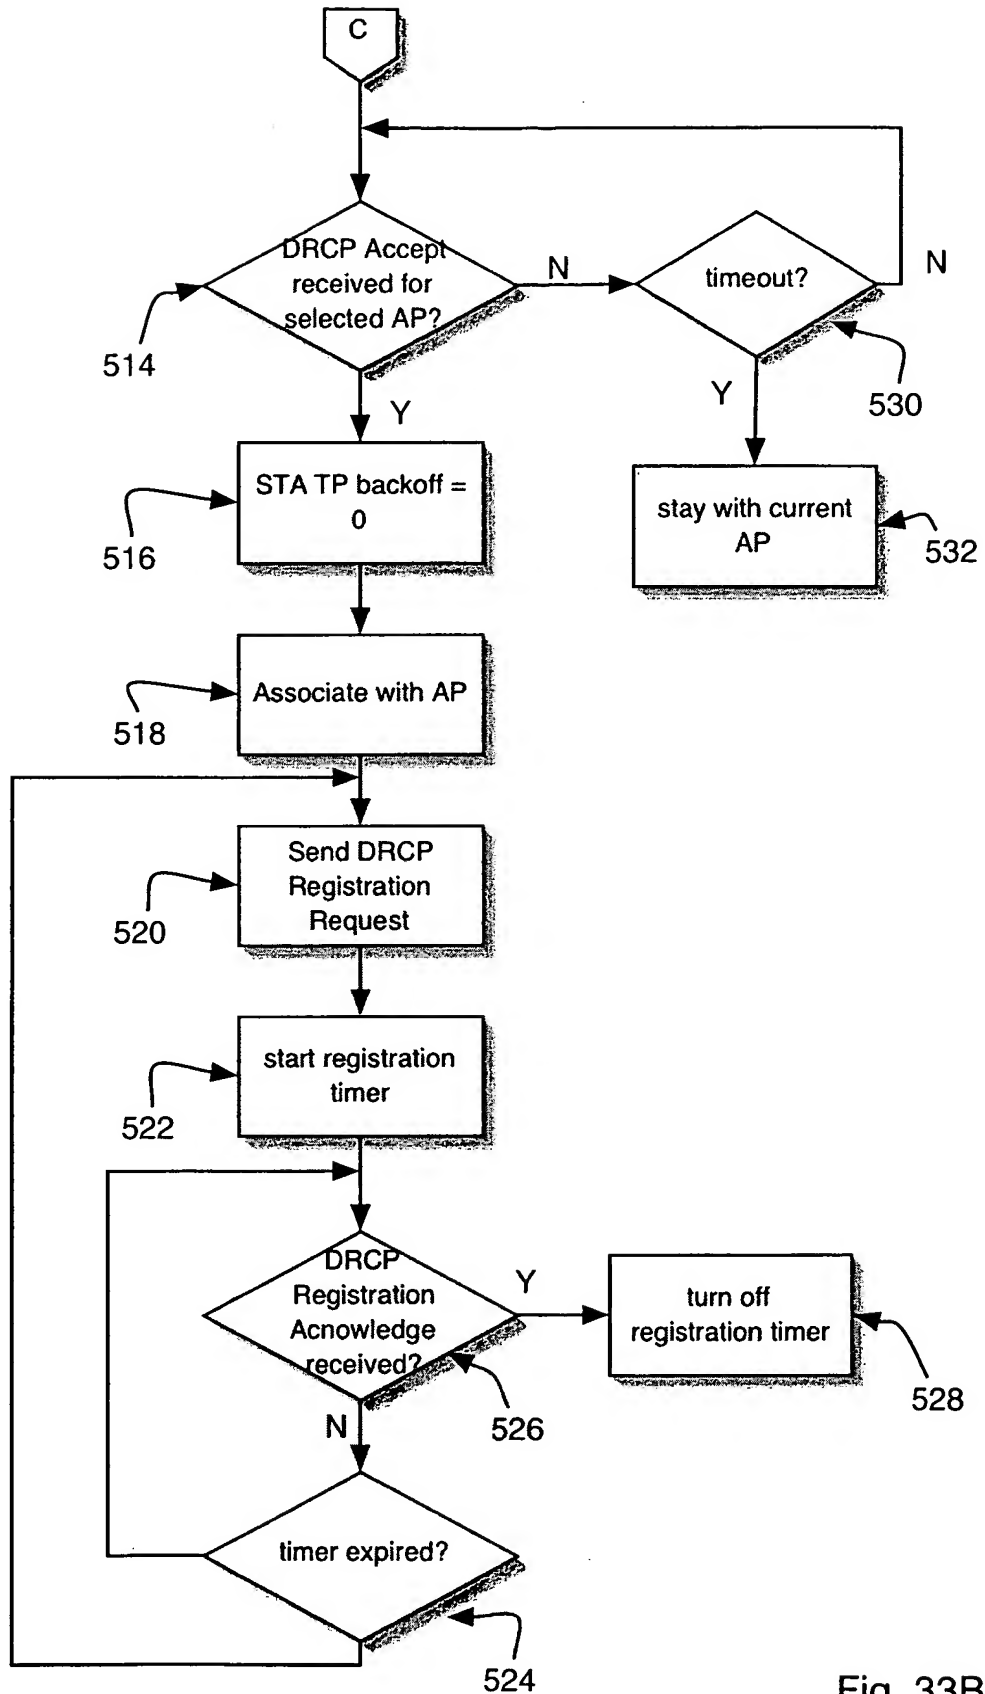 C
DRCP Accept
received for
selected AP?
N
timeout?
N
514
530
Y
Y
STA TP backoff =
0
stay with current
AP
516
532
Associate with AP
518
Send DRCP
Registration
Request
520
start registration
timer
522
DRCP
Registration
Acnowledge
received?
Y
turn off
registration timer
528
526
N
timer expired?
524
Fig. 33B